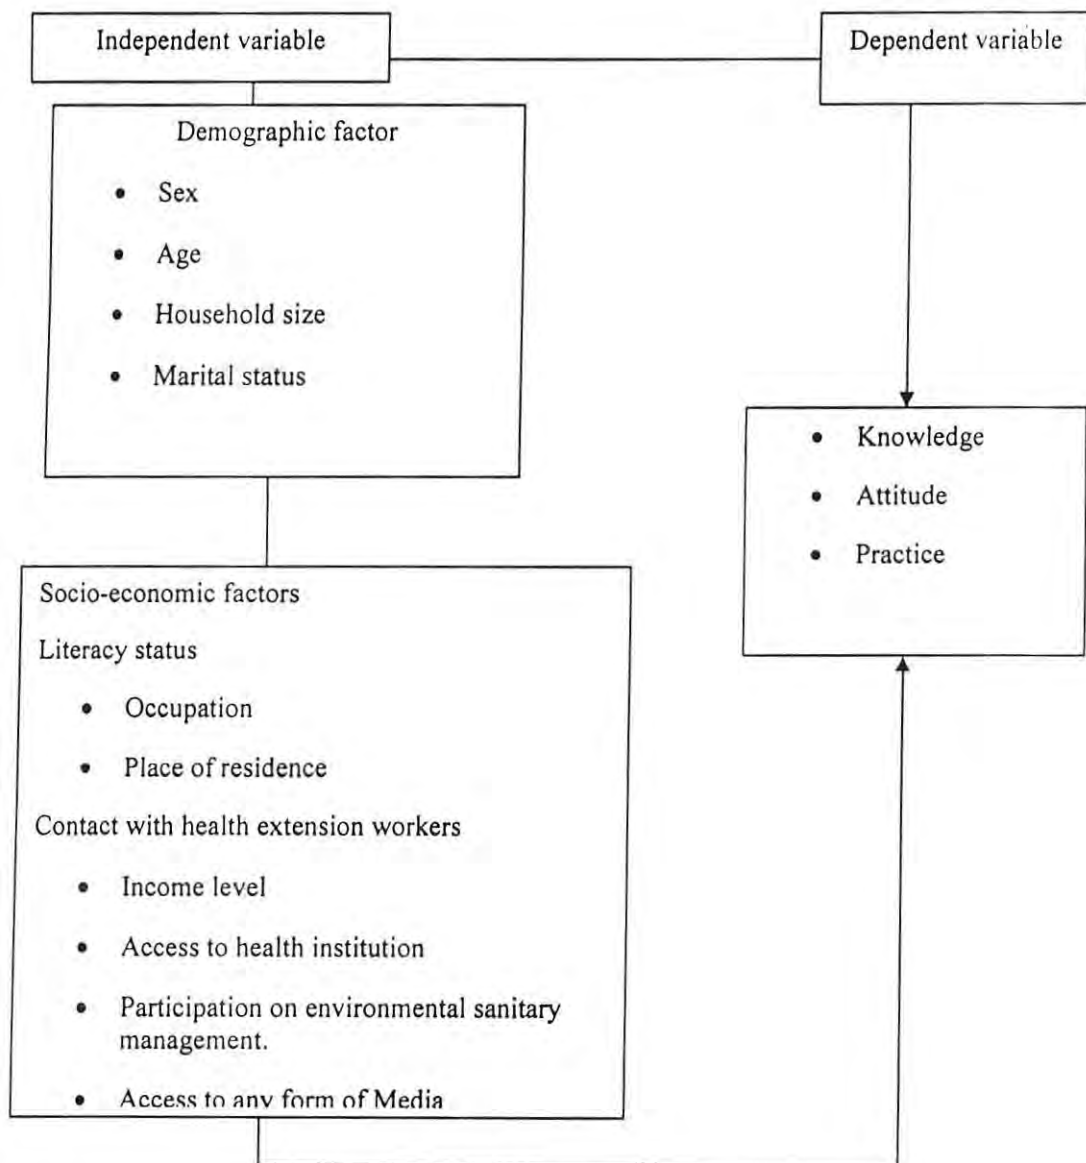 Independent variable
Dependent variable
Demographic factor
• Sex
• Age
• Household size
• Marital status
• Knowledge
• Attitude
• Practice
Socio-economic factors
Literacy status
• Occupation
• Place of residence
Contact with health extension workers
• Income level
• Access to health institution
• Participation on environmental sanitary
management.
• Access to any form of Media